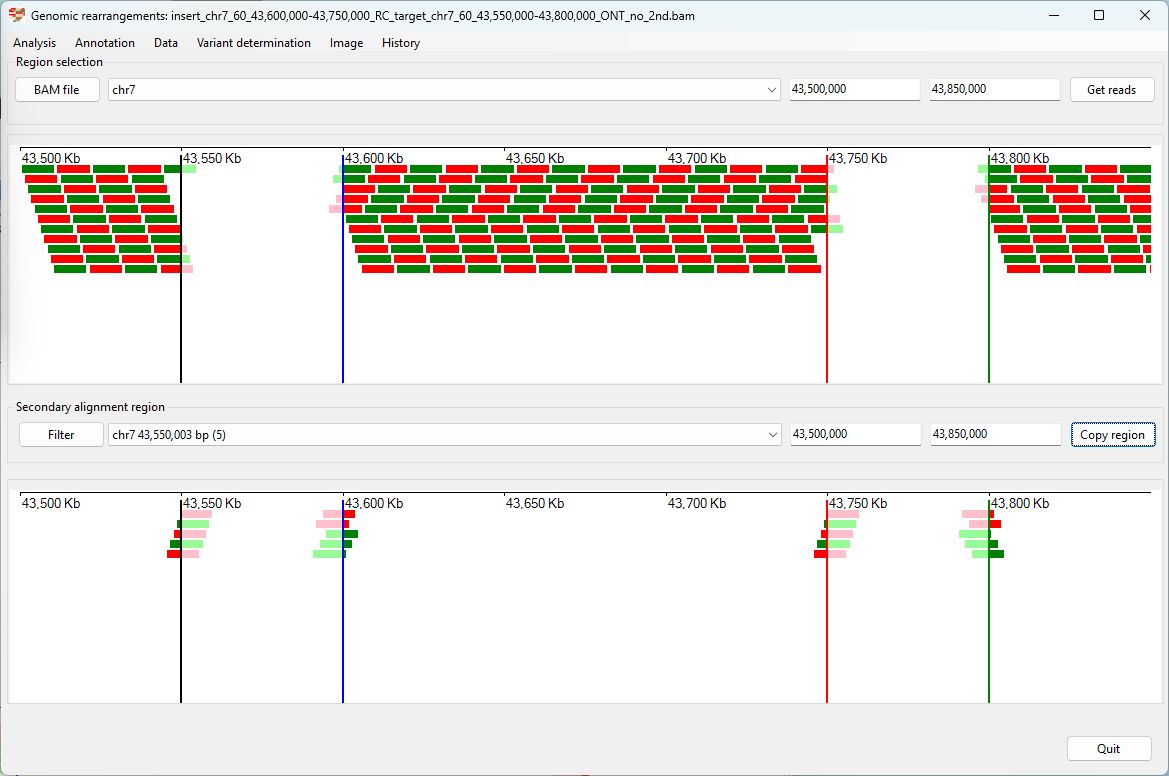 Genomic rearrangements: insert_chr7_60_43,600,000-43,750,000_RC_target_chr7_60_43,550,000-43,800,000_ONT_no_2nd.bam
Analysis Annotation Data Variant determination Image History
Region selection
BAM file chr7 43,500,000 43,850,000 Get reads
43,500 Kb 43,550 Kb 43,600 Kb 43,650 Kb 43,700 Kb 43,750 Kb 43,800 Kb
Secondary alignment region
Filter chr7 43,550,003 bp (5) 43,500,000 43,850,000 Copy region
43,500 Kb 43,550 Kb 43,600 Kb 43,650 Kb 43,700 Kb 43,750 Kb 43,800 Kb
Quit